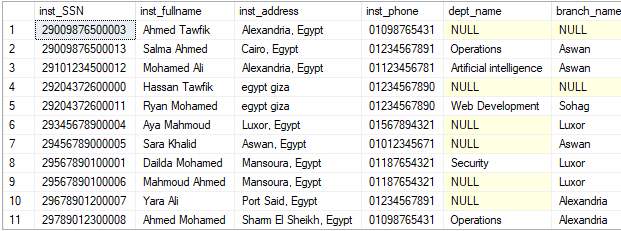 inst_SSN inst_fullname inst_address inst_phone dept_name branch_name
1 29009876500003 Ahmed Tawfik Alexandria, Egypt 01098765431 NULL NULL
2 29009876500013 Salma Ahmed Cairo, Egypt 01234567891 Operations Aswan
3 29101234500012 Mohamed Ali Alexandria, Egypt 01123456781 Artificial intelligence Aswan
4 29204372600000 Hassan Tawfik egypt giza 01234567890 NULL NULL
5 29204372600011 Ryan Mohamed egypt giza 01234567890 Web Development Sohag
6 29345678900004 Aya Mahmoud Luxor, Egypt 01567894321 NULL Luxor
7 29456789000005 Sara Khalid Aswan, Egypt 01012345671 NULL Aswan
8 29567890100001 Dailda Mohamed Mansoura, Egypt 01187654321 Security Luxor
9 29567890100006 Mahmoud Ahmed Mansoura, Egypt 01187654321 NULL Luxor
10 29678901200007 Yara Ali Port Said, Egypt 01234567891 NULL Alexandria
11 29789012300008 Ahmed Mohamed Sharm El Sheikh, Egypt 01098765431 Operations Alexandria